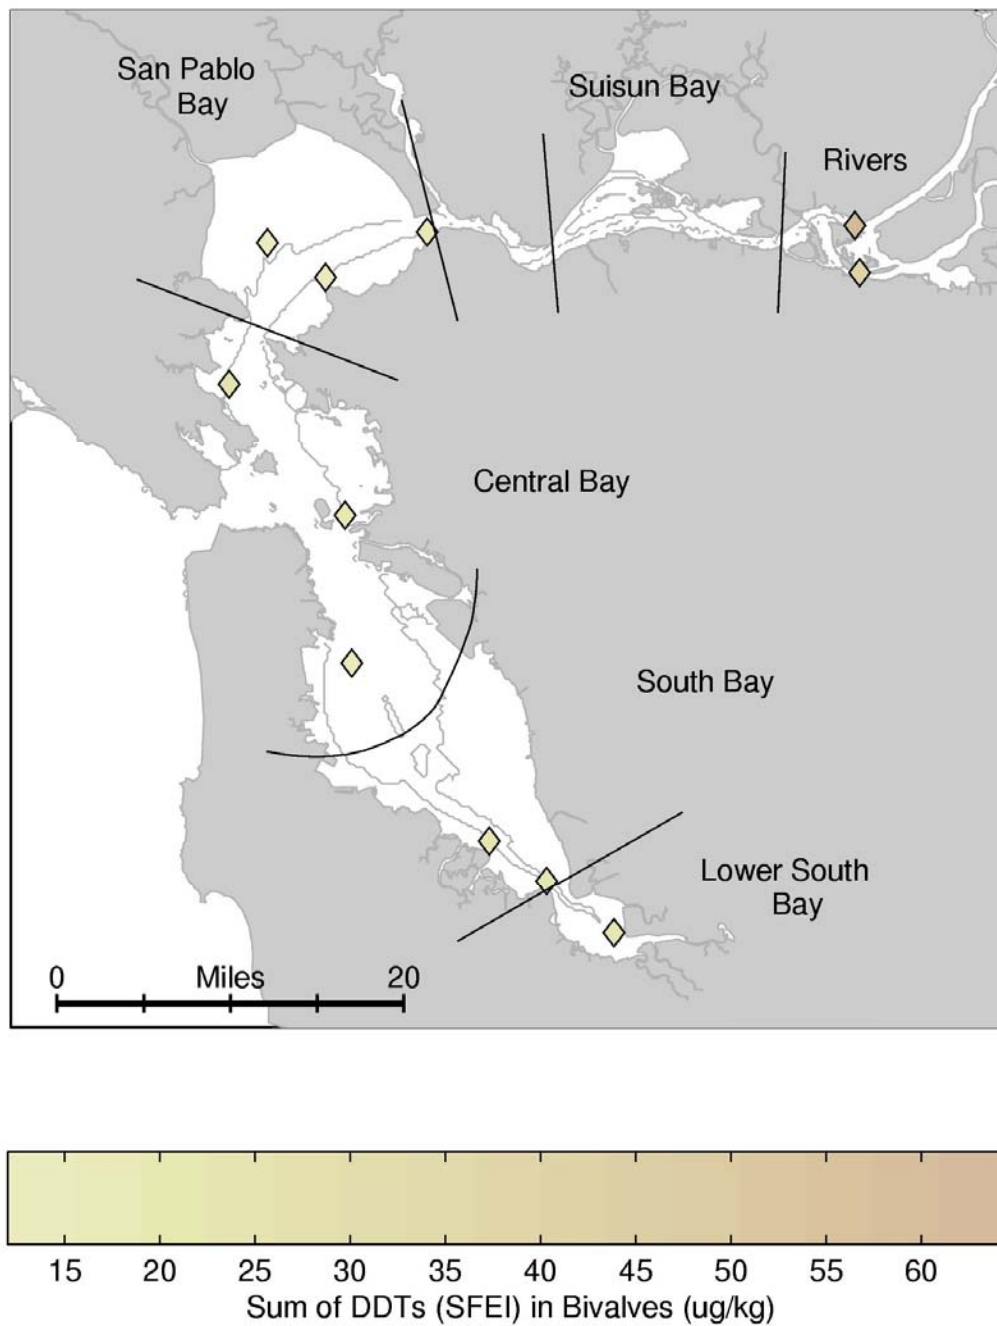 San Pablo
Bay
Suisun Bay
Rivers
Central Bay
South Bay
Lower South
Bay
0 Miles 20
15 20 25 30 35 40 45 50 55 60
Sum of DDTs (SFEI) in Bivalves (ug/kg)